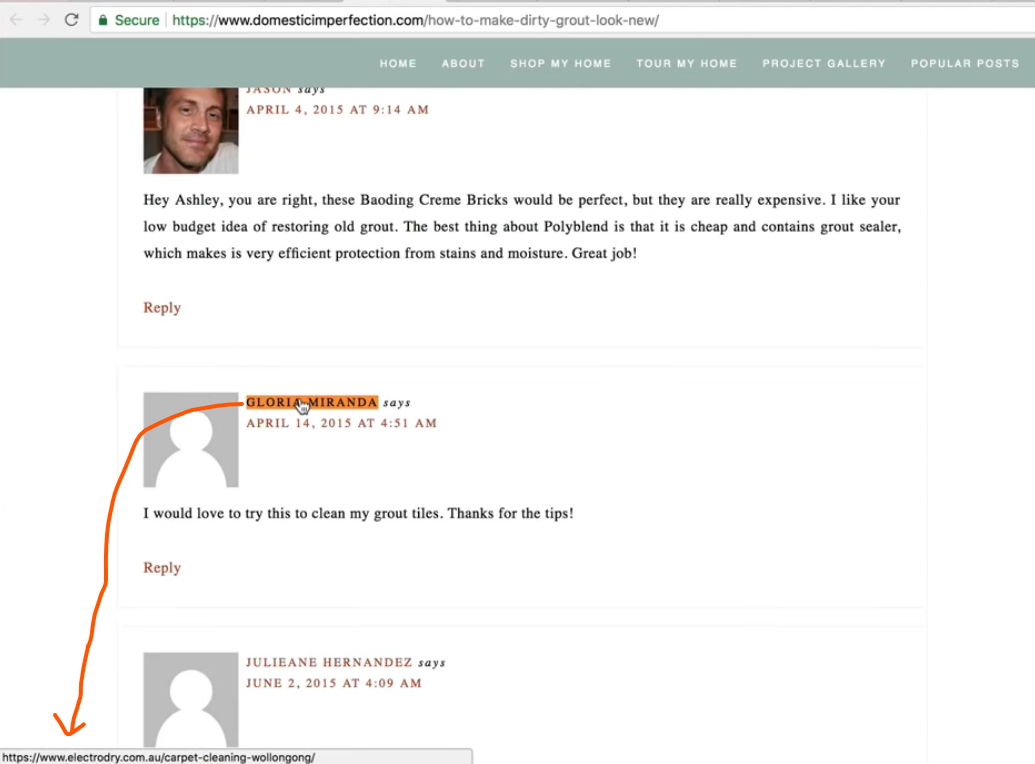 Secure https://www.domesticimperfection.com/how-to-make-dirty-grout-look-new/
HOME ABOUT SHOP MY HOME TOUR MY HOME PROJECT GALLERY POPULAR POSTS
JASON says
APRIL 4, 2015 AT 9:14 AM
Hey Ashley, you are right, these Baoding Creme Bricks would be perfect, but they are really expensive. I like your
low budget idea of restoring old grout. The best thing about Polyblend is that it is cheap and contains grout sealer,
which makes is very efficient protection from stains and moisture. Great job!
Reply
GLORIA MIRANDA says
APRIL 14, 2015 AT 4:51 AM
I would love to try this to clean my grout tiles. Thanks for the tips!
Reply
JULIEANE HERNANDEZ says
JUNE 2, 2015 AT 4:09 AM
https://www.electrodry.com.au/carpet-cleaning-wollongong/